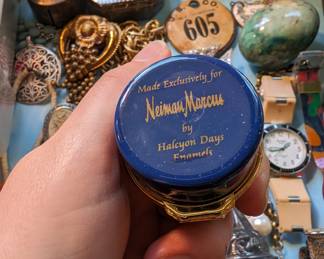 605
Made Exclusively for
Neiman Marcus
by
Halcyon Days
Enamels